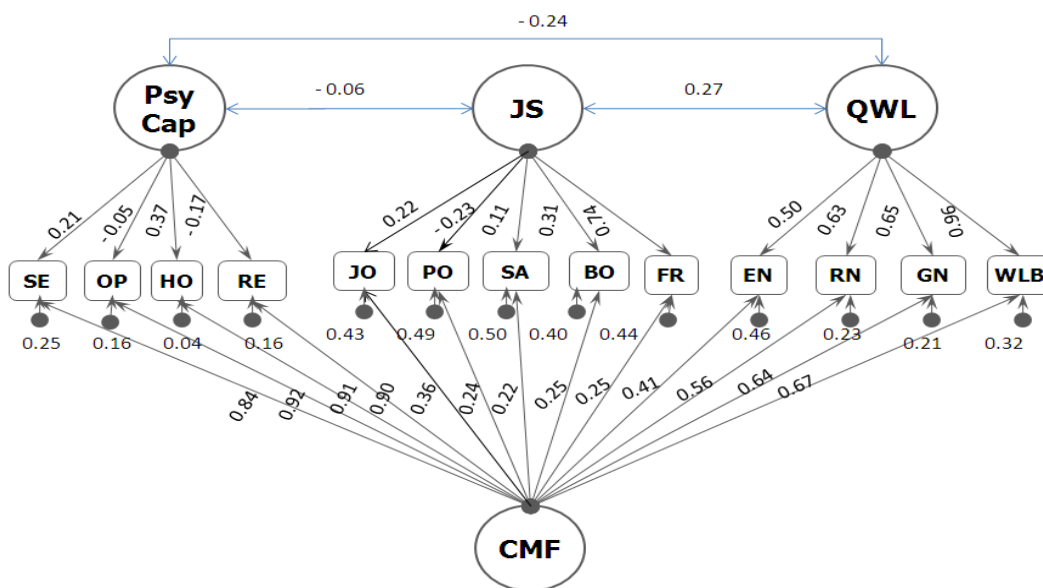 - 0.24
Psy
Cap
- 0.06
JS
0.27
QWL
0.21
- 0.05
0.37
- 0.17
0.22
- 0.23
0.11
0.31
0.74
0.50
0.63
0.65
0.96
SE
OP
HO
RE
JO
PO
SA
BO
FR
EN
RN
GN
WLB
0.25
0.16
0.04
0.16
0.43
0.49
0.50
0.40
0.44
0.46
0.23
0.21
0.32
0.84
0.92
0.91
0.90
0.36
0.24
0.22
0.25
0.25
0.41
0.56
0.64
0.67
CMF